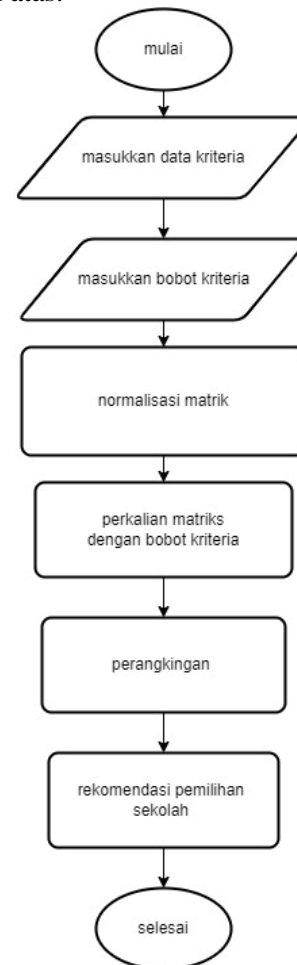 mulai
masukkan data kriteria
masukkan bobot kriteria
normalisasi matrik
perkalian matriks
dengan bobot kriteria
perangkingan
rekomendasi pemilihan
sekolah
selesai